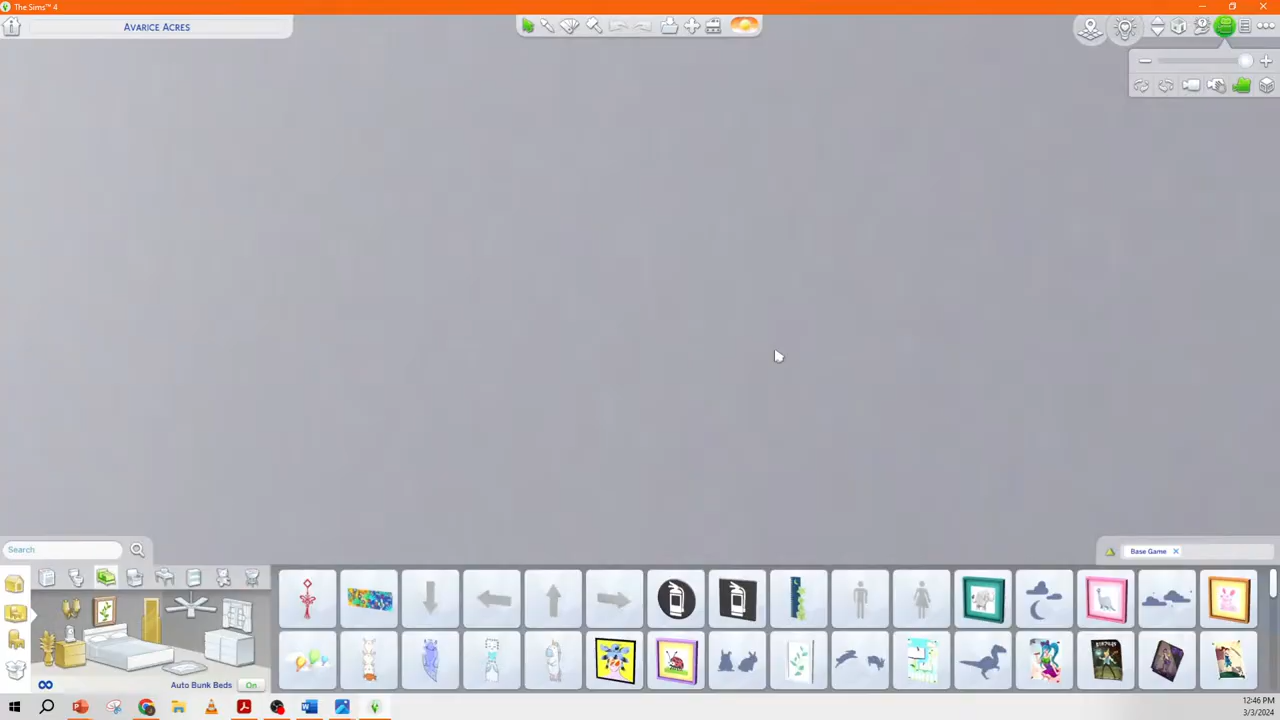 The Sims™ 4
AVARICE ACRES
Search
Base Game
Auto Bunk Beds On
12:46 PM
3/3/2024